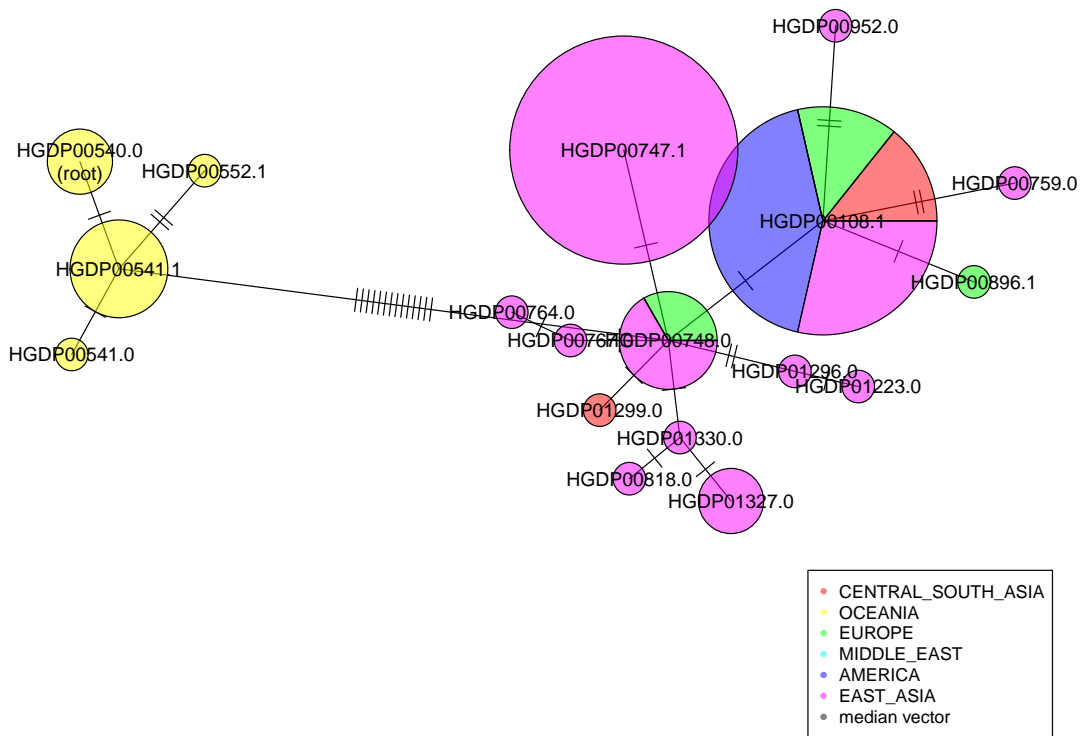 HGDP00952.0
HGDP00540.0
(root)
HGDP00552.1
HGDP00747.1
HGDP00759.0
HGDP00108.1
HGDP00541.1
HGDP00896.1
HGDP00764.0
HGDP00767.0
HGDP00748.0
HGDP00541.0
HGDP01296.0
HGDP01223.0
HGDP01299.0
HGDP01330.0
HGDP00818.0
HGDP01327.0
CENTRAL_SOUTH_ASIA
OCEANIA
EUROPE
MIDDLE_EAST
AMERICA
EAST_ASIA
median vector